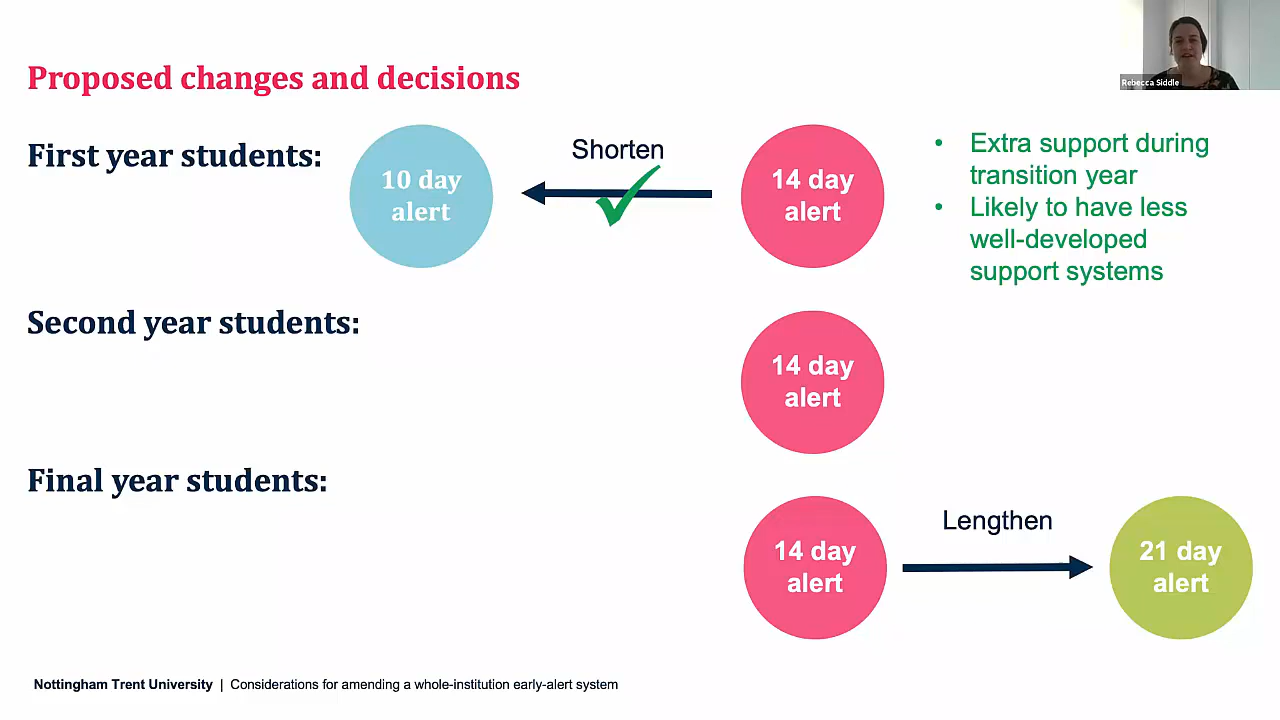 Rebecca Siddle
Proposed changes and decisions
First year students:
10 day
alert
Shorten
14 day
alert
• Extra support during
transition year
• Likely to have less
well-developed
support systems
Second year students:
14 day
alert
Final year students:
14 day
alert
Lengthen
21 day
alert
Nottingham Trent University | Considerations for amending a whole-institution early-alert system